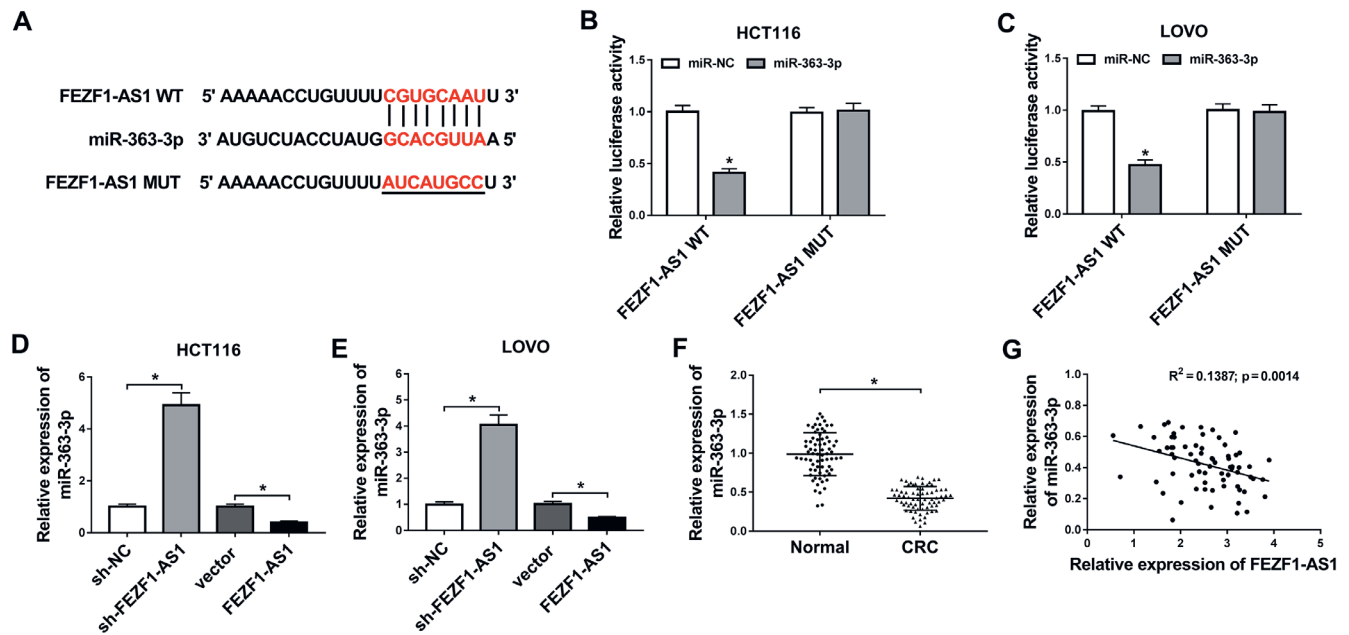 A
FEZF1-AS1 WT 5' AAAAACCUGUUUUCGUGCAAUU 3'
miR-363-3p 3' AUGUCUACCUAUGGCACGUUAA 5'
FEZF1-AS1 MUT 5' AAAAACCUGUUUUAUCAUGCCU 3'
B
HCT116
miR-NC miR-363-3p
Relative luciferase activity
1.5
1.0
0.5
0.0
*
FEZF1-AS1 WT
FEZF1-AS1 MUT
C
LOVO
miR-NC miR-363-3p
Relative luciferase activity
1.5
1.0
0.5
0.0
*
FEZF1-AS1 WT
FEZF1-AS1 MUT
D
HCT116
Relative expression of
miR-363-3p
6
4
2
0
*
*
sh-NC
sh-FEZF1-AS1
vector
FEZF1-AS1
E
LOVO
Relative expression of
miR-363-3p
6
5
4
3
2
1
0
*
*
sh-NC
sh-FEZF1-AS1
vector
FEZF1-AS1
F
Relative expression of
miR-363-3p
2.0
1.5
1.0
0.5
0.0
*
Normal
CRC
G
R2 = 0.1387; p = 0.0014
Relative expression
of miR-363-3p
1.0
0.8
0.6
0.4
0.2
0.0
0 1 2 3 4 5
Relative expression of FEZF1-AS1